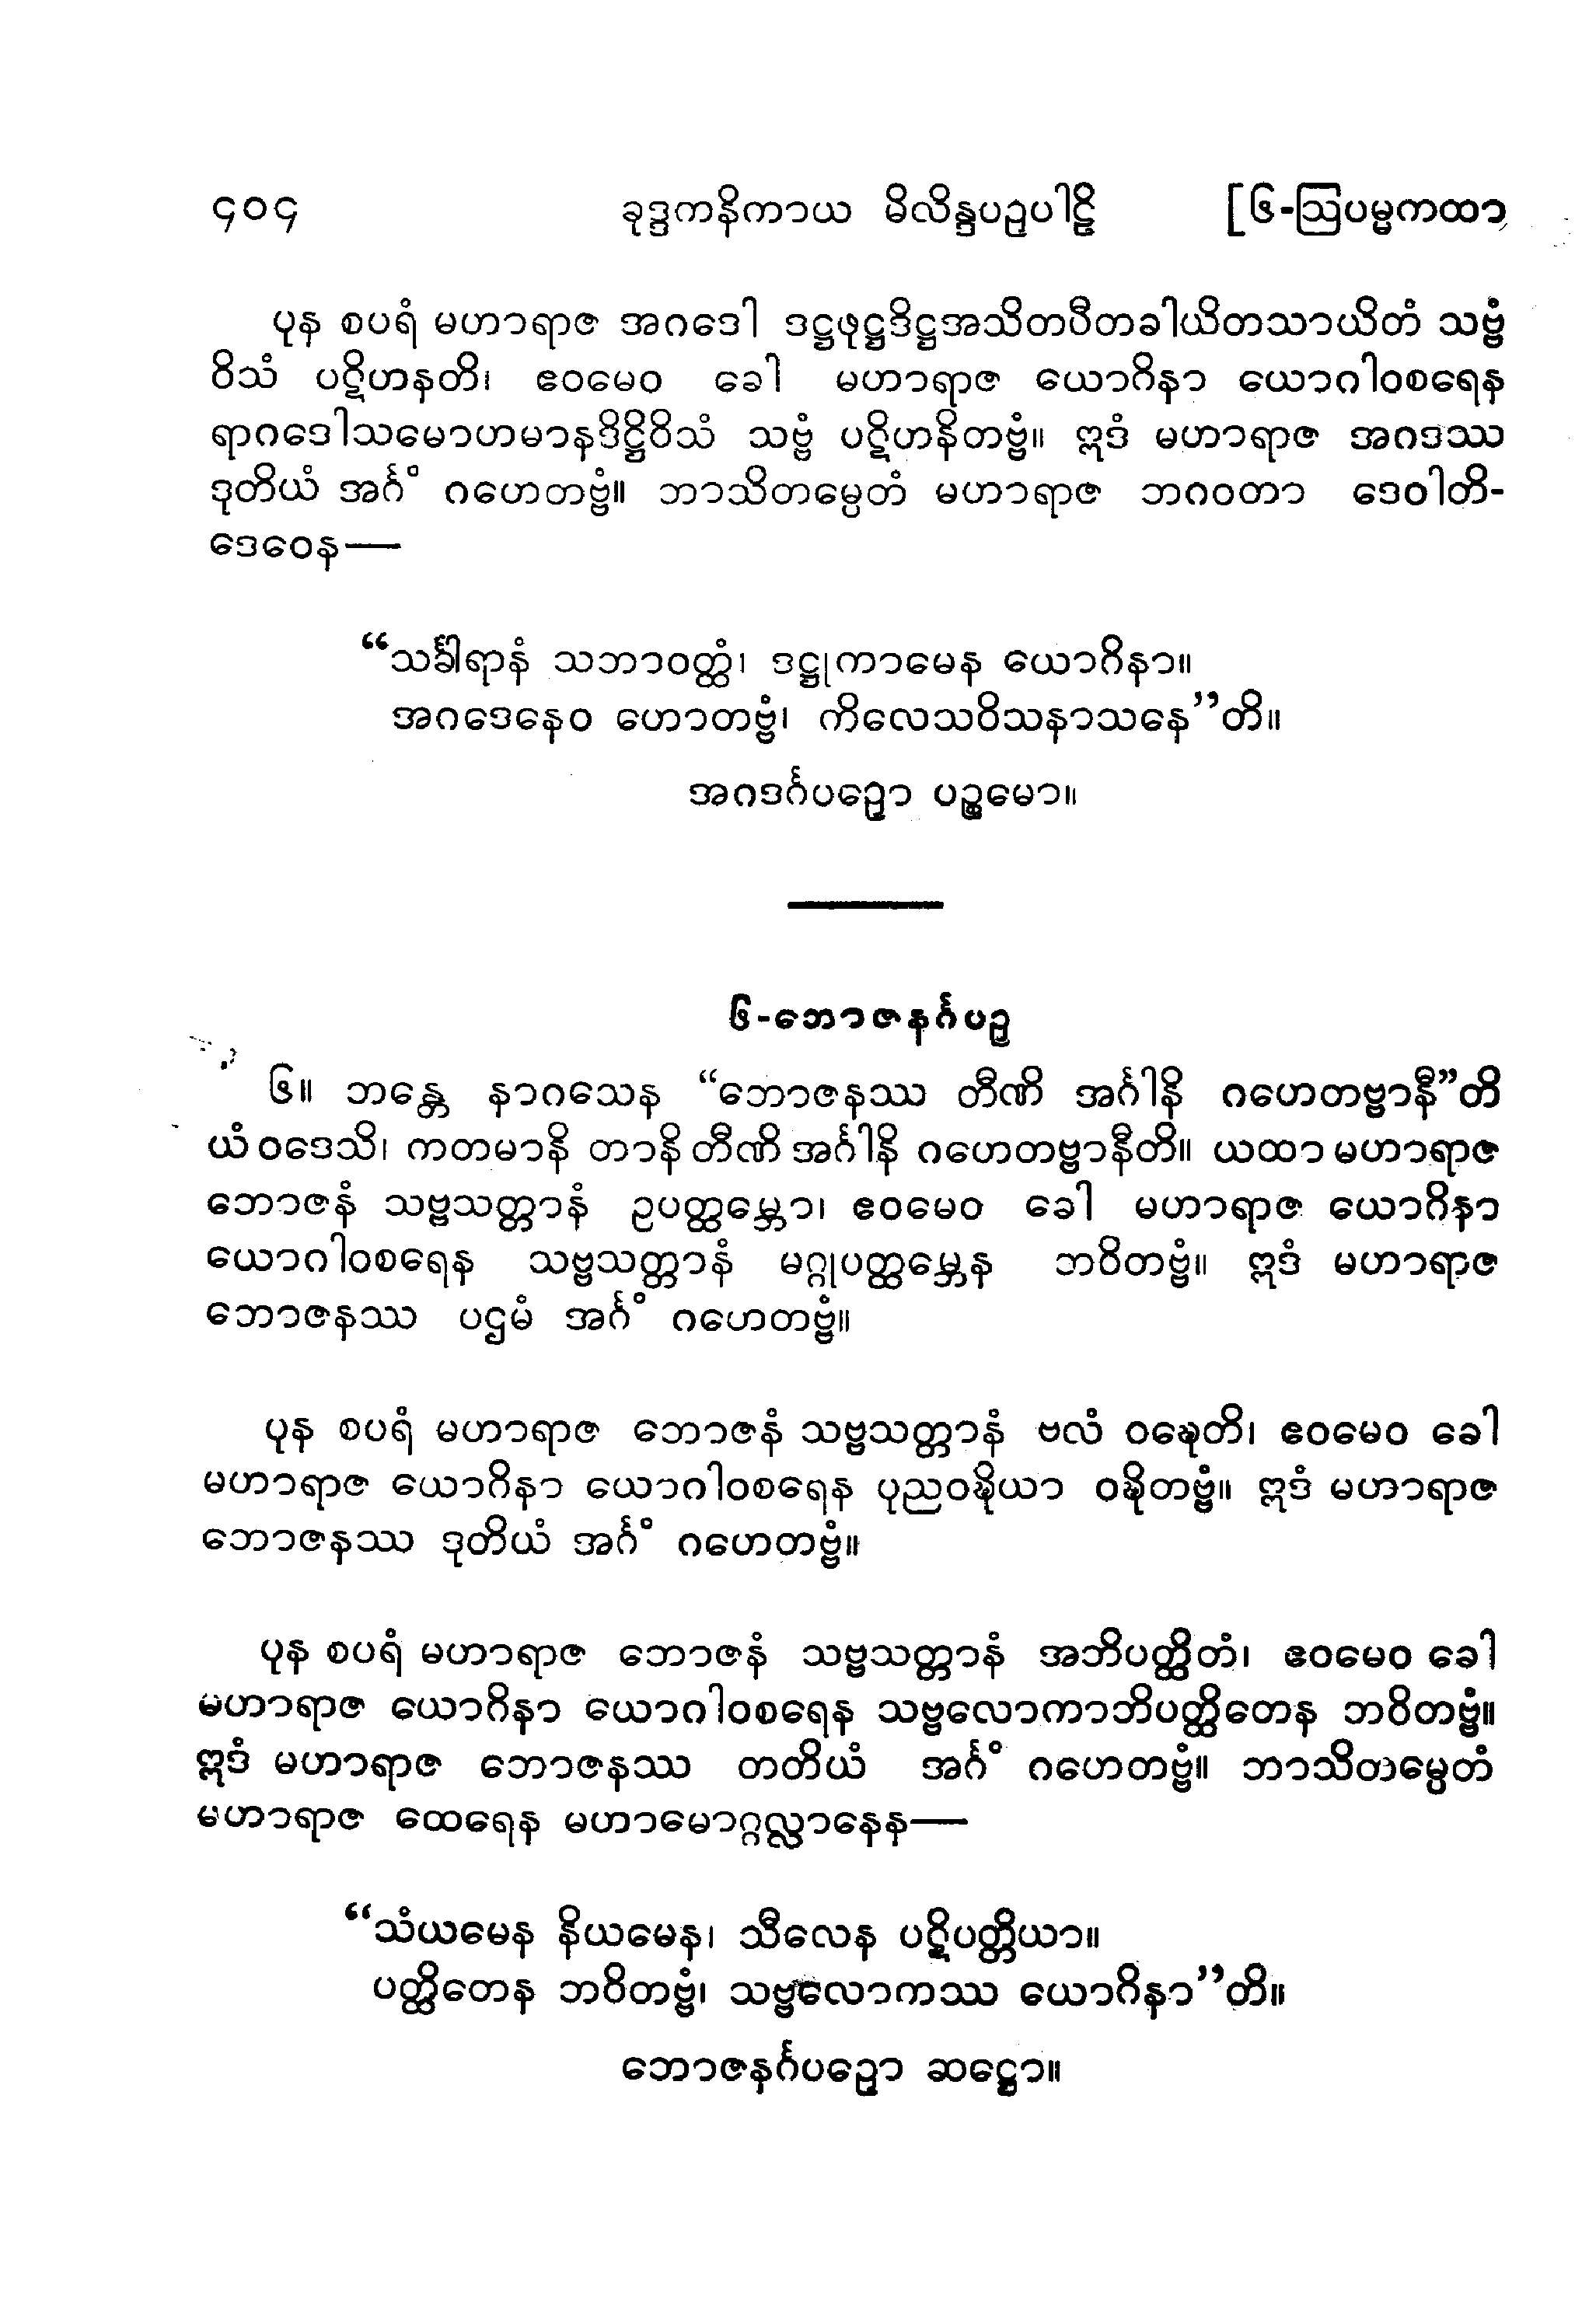 ၄၀၄ ခုဒ္ဒကနိကာယ မိလိန္ဒပဉှပါဠိ [၆-ဩပမ္မကထာ
ပုန စပရံ မဟာရာဇ အဂဒေါ ဒဋ္ဌဖုဋ္ဌဒိဋ္ဌအသိတပီတခါယိတသာယိတံ သဗ္ဗံ
ဝိသံ ပဋိဟနတိ၊ ဧဝမေဝ ခေါ မဟာရာဇ ယောဂိနာ ယောဂါဝစရေန
ရာဂဒေါသမောဟမာနဒိဋ္ဌိဝိသံ သဗ္ဗံ ပဋိဟနိတဗ္ဗံ။ ဣဒံ မဟာရာဇ အဂဒဿ
ဒုတိယံ အင်္ဂံ ဂဟေတဗ္ဗံ။ ဘာသိတမ္ပေတံ မဟာရာဇ ဘဂဝတာ ဒေဝါတိ-
ဒေဝေန—
“သင်္ခါရာနံ သဘာဝတ္ထံ၊ ဒဋ္ဌုကာမေန ယောဂိနာ။
အဂဒေနေဝ ဟောတဗ္ဗံ၊ ကိလေသဝိသနာသနေ”တိ။
အဂဒင်္ဂပဉှော ပဉ္စမော။
၆-ဘောဇနင်္ဂပဉှ
၆။ ဘန္တေ နာဂသေန “ဘောဇနဿ တီဏိ အင်္ဂါနိ ဂဟေတဗ္ဗာနီ”တိ
ယံ ဝဒေသိ၊ ကတမာနိ တာနိ တီဏိ အင်္ဂါနိ ဂဟေတဗ္ဗာနီတိ။ ယထာ မဟာရာဇ
ဘောဇနံ သဗ္ဗသတ္တာနံ ဥပတ္ထမ္ဘော၊ ဧဝမေဝ ခေါ မဟာရာဇ ယောဂိနာ
ယောဂါဝစရေန သဗ္ဗသတ္တာနံ မဂ္ဂုပတ္ထမ္ဘေန ဘဝိတဗ္ဗံ။ ဣဒံ မဟာရာဇ
ဘောဇနဿ ပဌမံ အင်္ဂံ ဂဟေတဗ္ဗံ။
ပုန စပရံ မဟာရာဇ ဘောဇနံ သဗ္ဗသတ္တာနံ ဗလံ ဝဍ္ဎေတိ၊ ဧဝမေဝ ခေါ
မဟာရာဇ ယောဂိနာ ယောဂါဝစရေန ပုညဝဍ္ဎိယာ ဝဍ္ဎိတဗ္ဗံ။ ဣဒံ မဟာရာဇ
ဘောဇနဿ ဒုတိယံ အင်္ဂံ ဂဟေတဗ္ဗံ။
ပုန စပရံ မဟာရာဇ ဘောဇနံ သဗ္ဗသတ္တာနံ အဘိပတ္ထိတံ၊ ဧဝမေဝ ခေါ
မဟာရာဇ ယောဂိနာ ယောဂါဝစရေန သဗ္ဗလောကာဘိပတ္ထိတေန ဘဝိတဗ္ဗံ။
ဣဒံ မဟာရာဇ ဘောဇနဿ တတိယံ အင်္ဂံ ဂဟေတဗ္ဗံ။ ဘာသိတမ္ပေတံ
မဟာရာဇ ထေရေန မဟာမောဂ္ဂလ္လာနေန—
“သံယမေန နိယမေန၊ သီလေန ပဋိပတ္တိယာ။
ပတ္ထိတေန ဘဝိတဗ္ဗံ၊ သဗ္ဗလောကဿ ယောဂိနာ”တိ။
ဘောဇနင်္ဂပဉှော ဆဋ္ဌော။